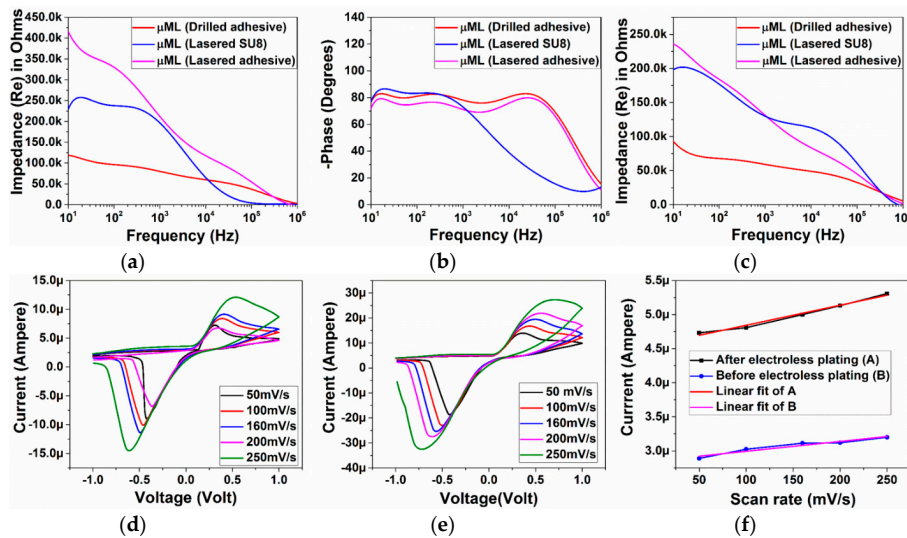 450.0k
400.0k
350.0k
300.0k
250.0k
200.0k
150.0k
100.0k
50.0k
0.0
Impedance (Re) in Ohms
μML (Drilled adhesive)
μML (Lasered SU8)
μML (Lasered adhesive)
10¹ 10² 10³ 10⁴ 10⁵ 10⁶
Frequency (Hz)
(a)
140
120
100
80
60
40
20
0
-Phase (Degrees)
μML (Drilled adhesive)
μML (Lasered SU8)
μML (Lasered adhesive)
10¹ 10² 10³ 10⁴ 10⁵ 10⁶
Frequency (Hz)
(b)
250.0k
200.0k
150.0k
100.0k
50.0k
0.0
Impedance (Re) in Ohms
μML (Drilled adhesive)
μML (Lasered SU8)
μML (Lasered adhesive)
10¹ 10² 10³ 10⁴ 10⁵ 10⁶
Frequency (Hz)
(c)
15.0μ
10.0μ
5.0μ
0.0
-5.0μ
-10.0μ
-15.0μ
Current (Ampere)
50mV/s
100mV/s
160mV/s
200mV/s
250mV/s
-1.0 -0.5 0.0 0.5 1.0
Voltage (Volt)
(d)
30μ
20μ
10μ
0
-10μ
-20μ
-30μ
-40μ
Current (Ampere)
50 mV/s
100mV/s
160mV/s
200mV/s
250mV/s
-1.0 -0.5 0.0 0.5 1.0
Voltage(Volt)
(e)
5.5μ
5.0μ
4.5μ
4.0μ
3.5μ
3.0μ
Currrent (Ampere)
After electroless plating (A)
Before electroless plating (B)
Linear fit of A
Linear fit of B
50 100 150 200 250
Scan rate (mV/s)
(f)